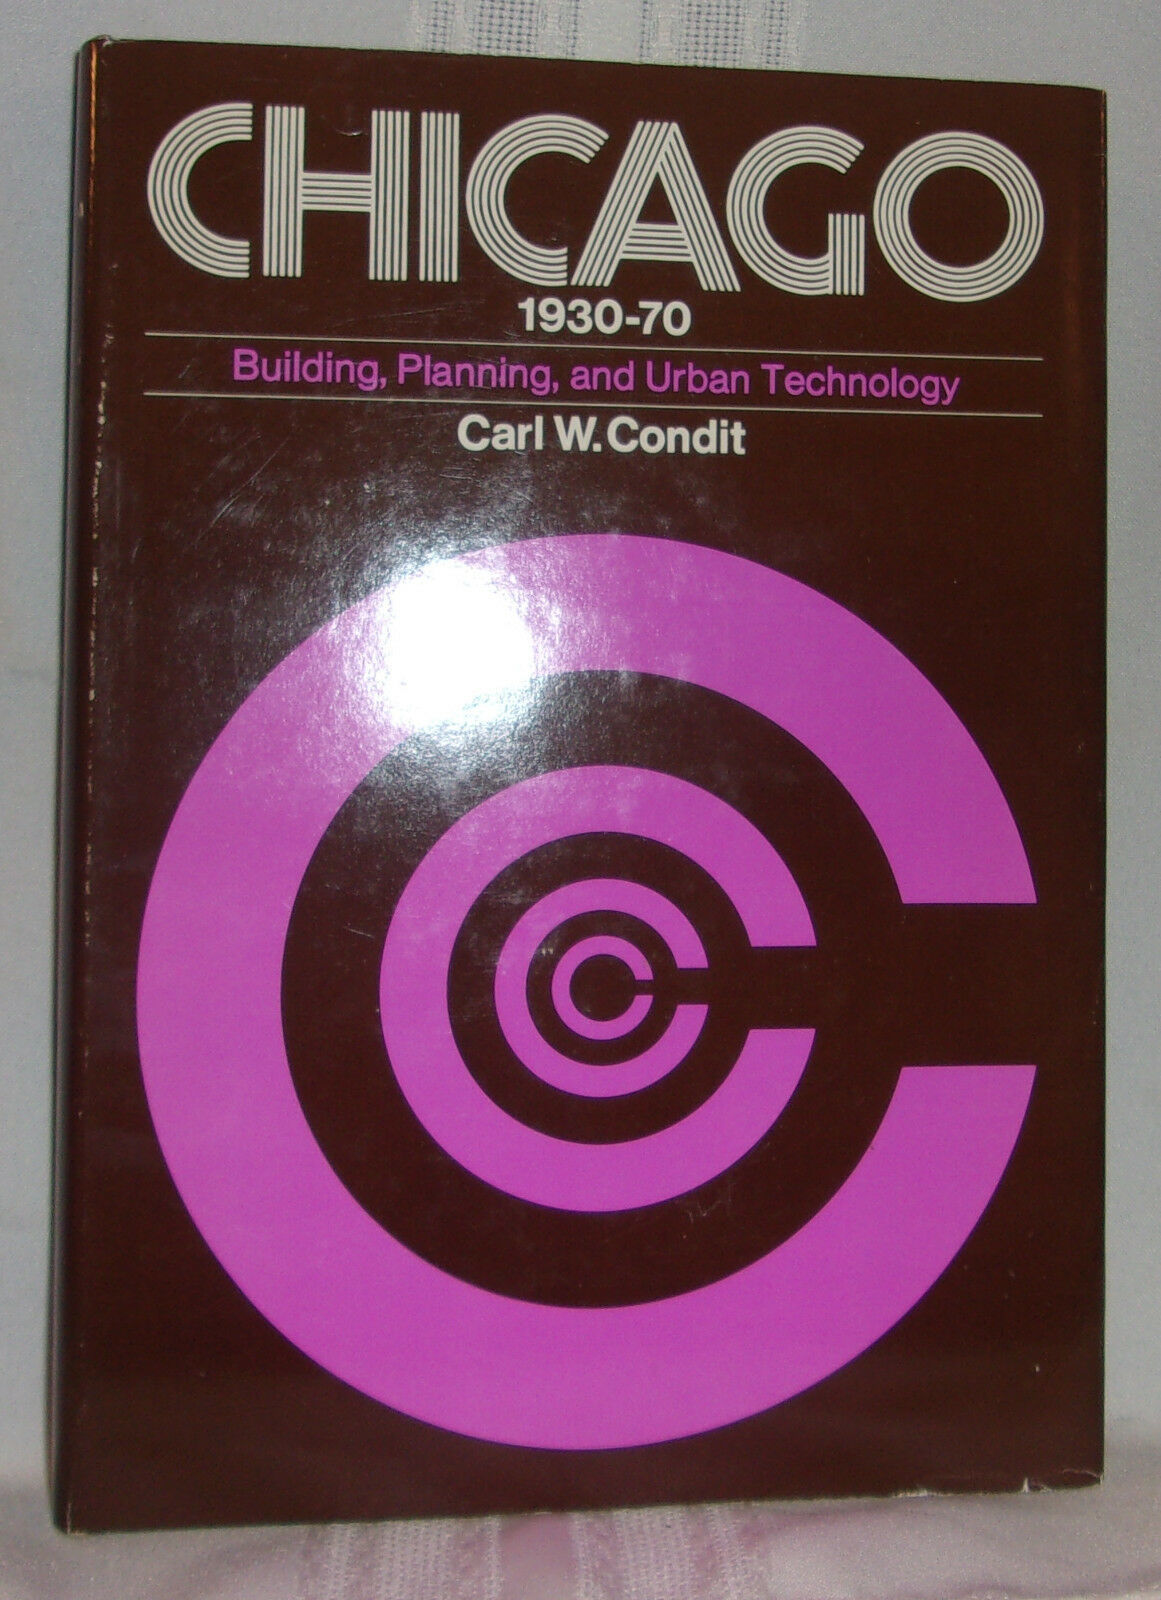 CHICAGO
1930-70
Building, Planning, and Urban Technology
Carl W. Condit